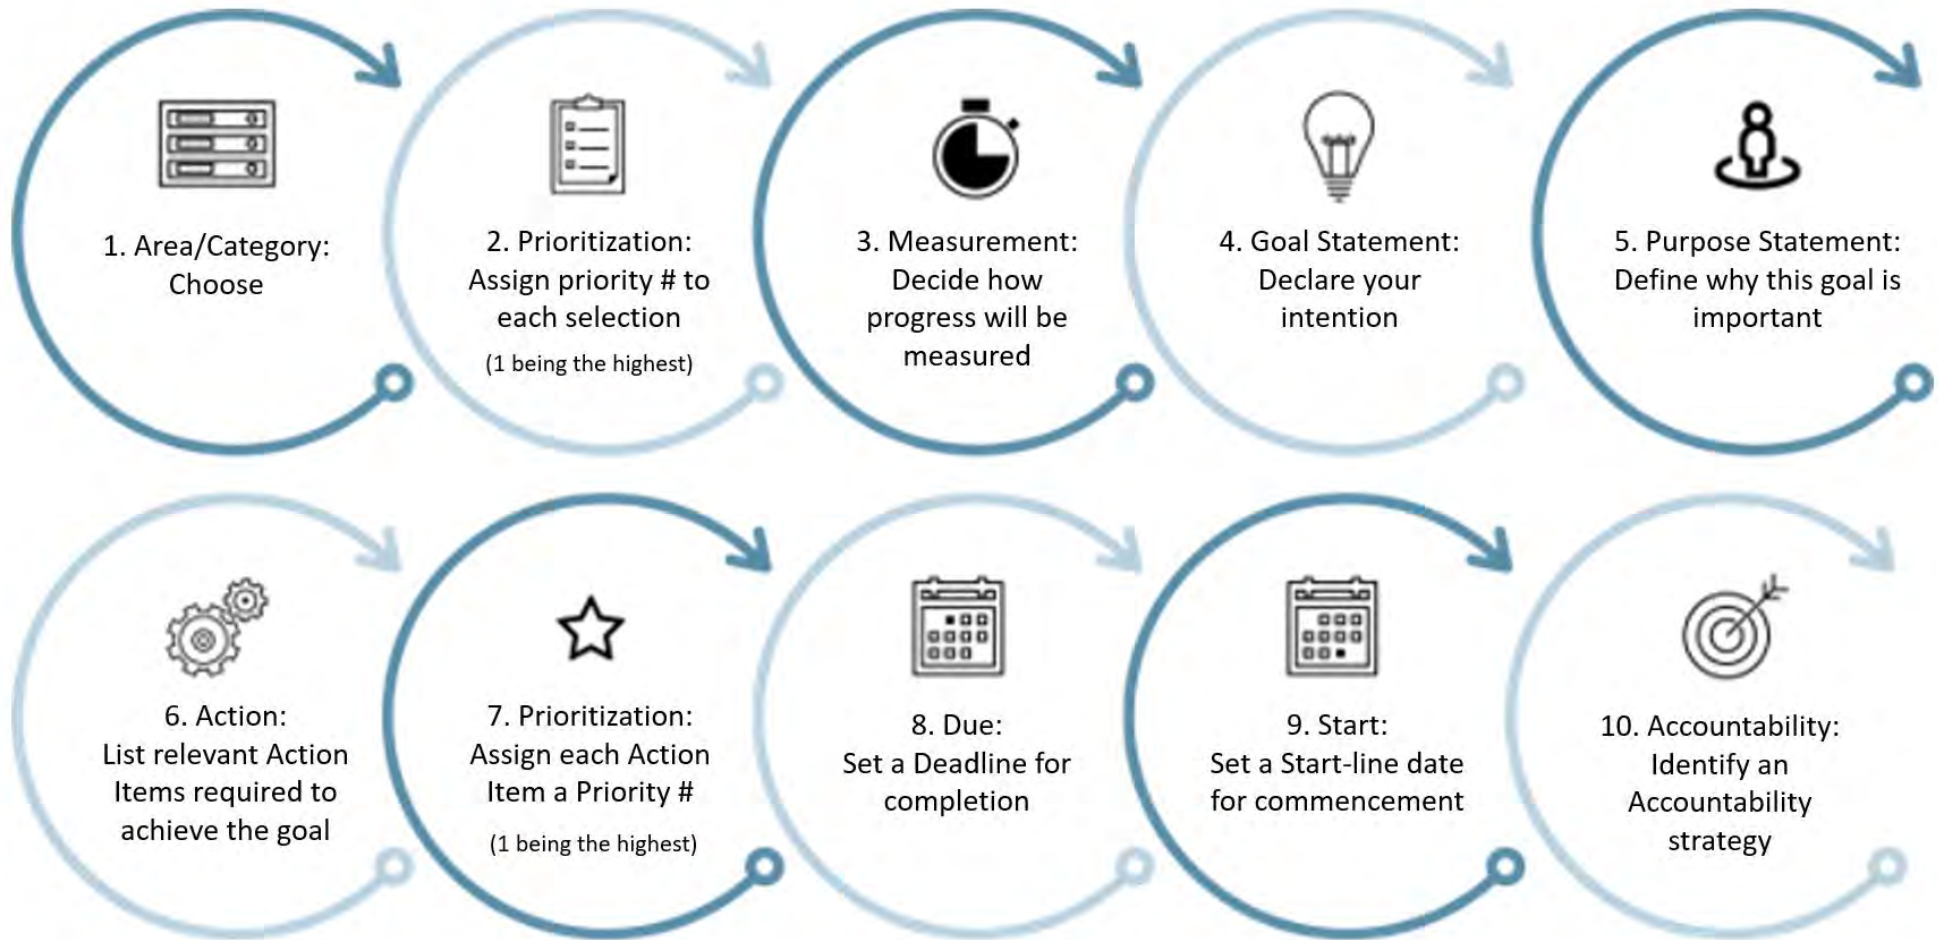 1. Area/Category:
Choose
2. Prioritization:
Assign priority # to
each selection
(1 being the highest)
3. Measurement:
Decide how
progress will be
measured
4. Goal Statement:
Declare your
intention
5. Purpose Statement:
Define why this goal is
important
6. Action:
List relevant Action
Items required to
achieve the goal
7. Prioritization:
Assign each Action
Item a Priority #
(1 being the highest)
8. Due:
Set a Deadline for
completion
9. Start:
Set a Start-line date
for commencement
10. Accountability:
Identify an
Accountability
strategy